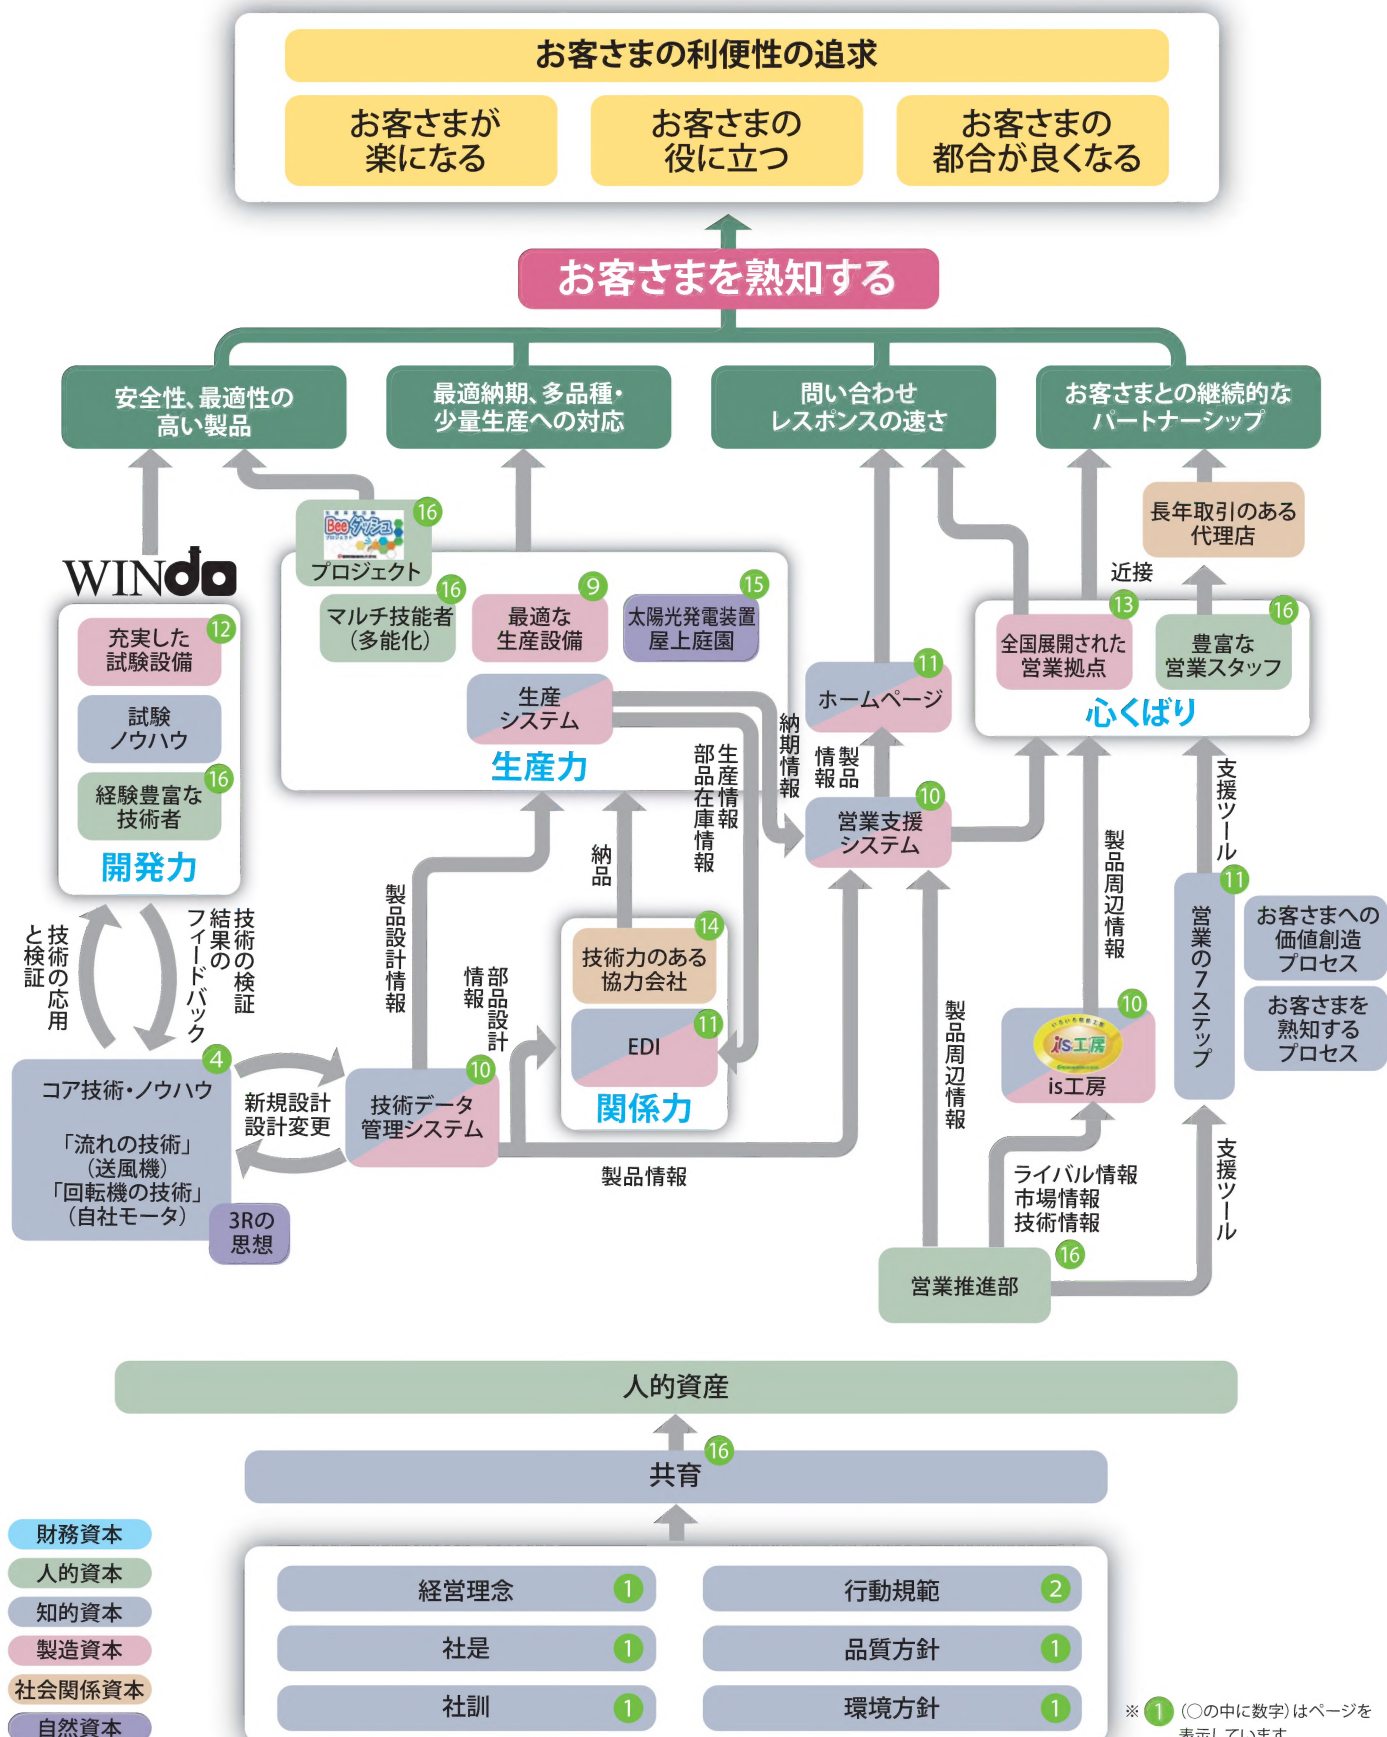 お客さまの利便性の追求
お客さまが
楽になる
お客さまの
役に立つ
お客さまの
都合が良くなる
お客さまを熟知する
安全性、最適性の
高い製品
最適納期、多品種・
少量生産への対応
問い合わせ
レスポンスの速さ
お客さまとの継続的な
パートナーシップ
Beeダッシュ
プロジェクト
16
長年取引のある
代理店
WINdo
充実した
試験設備
12
試験
ノウハウ
経験豊富な
技術者
16
開発力
マルチ技能者
(多能化)
16
最適な
生産設備
9
太陽光発電装置
屋上庭園
15
生産
システム
生産力
ホームページ
11
近接
全国展開された
営業拠点
13
豊富な
営業スタッフ
16
心くばり
納期情報
生産情報
部品在庫情報
製品
情報
営業支援
システム
10
支援ツール
技術の応用
と検証
技術の検証
結果の
フィードバック
製品設計情報
納品
部品設計
情報
技術力のある
協力会社
14
EDI
11
関係力
製品周辺情報
製品周辺情報
営業の7ステップ
11
お客さまへの
価値創造
プロセス
お客さまを
熟知する
プロセス
is工房
is工房
10
コア技術・ノウハウ
4
「流れの技術」
(送風機)
「回転機の技術」
(自社モータ)
3Rの
思想
新規設計
設計変更
技術データ
管理システム
10
製品情報
ライバル情報
市場情報
技術情報
支援ツール
営業推進部
16
人的資産
共育
16
財務資本
人的資本
知的資本
製造資本
社会関係資本
自然資本
経営理念 1
行動規範 2
社是 1
品質方針 1
社訓 1
環境方針 1
※ 1 (○の中に数字)はページを
表示しています